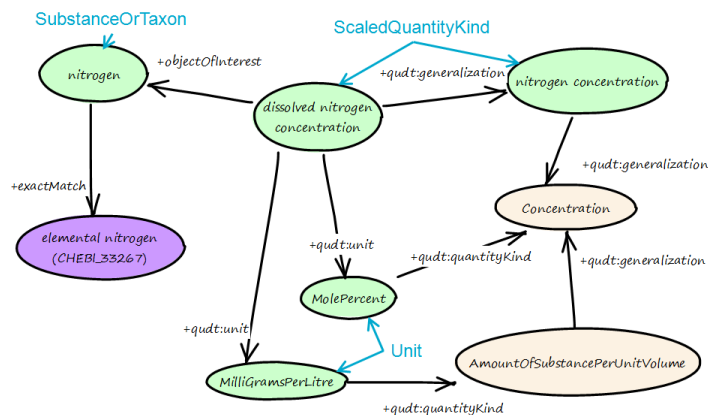 SubstanceOrTaxon
ScaledQuantityKind
nitrogen
+objectOfInterest
+qudt:generalization
nitrogen concentration
dissolved nitrogen
concentration
+exactMatch
+qudt:generalization
Concentration
elemental nitrogen
(CHEBI_33267)
+qudt:unit
+qudt:quantityKind
+qudt:generalization
MolePercent
+qudt:unit
Unit
AmountOfSubstancePerUnitVolume
MilliGramsPerLitre
+qudt:quantityKind